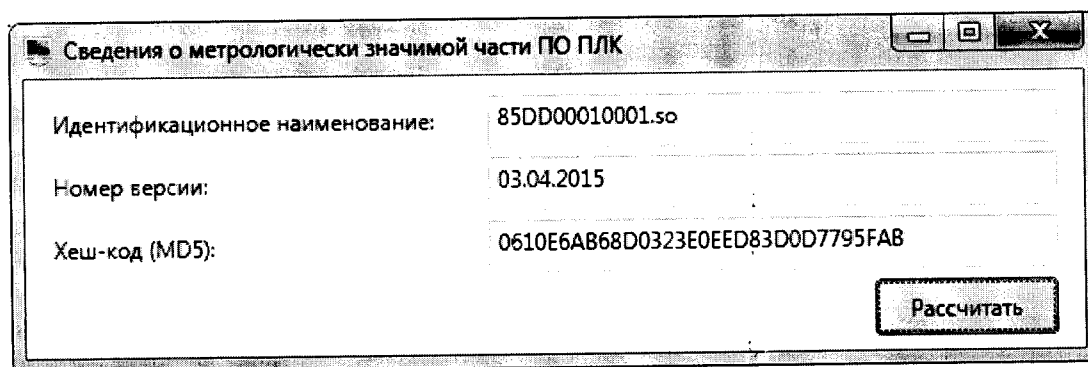 Сведения о метрологически значимой части ПО ПЛК
Идентификационное наименование: 85DD00010001.so
Номер версии: 03.04.2015
Хеш-код (MD5): 0610E6AB68D0323E0EED83D0D7795FAB
Рассчитать